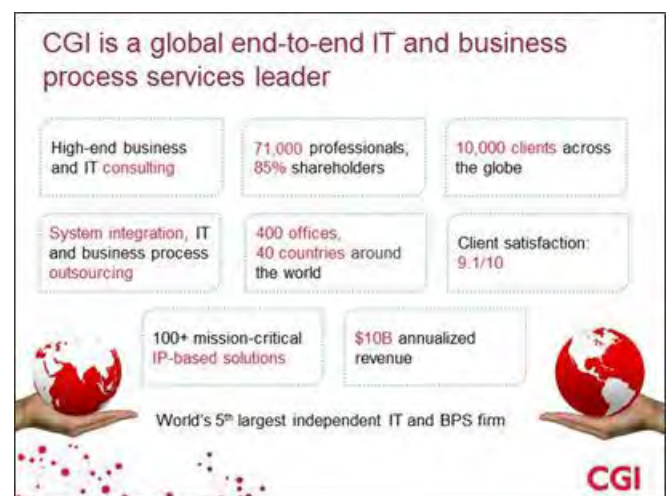 CGI is a global end-to-end IT and business
process services leader
High-end business
and IT consulting
71,000 professionals,
85% shareholders
10,000 clients across
the globe
System integration, IT
and business process
outsourcing
400 offices,
40 countries around
the world
Client satisfaction:
9.1/10
100+ mission-critical
IP-based solutions
$10B annualized
revenue
World's 5th largest independent IT and BPS firm
CGI